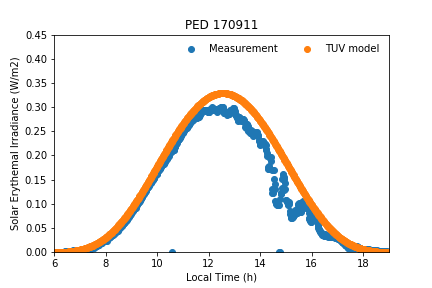 PED 170911
Measurement TUV model
Solar Erythemal Irradiance (W/m2)
0.45
0.40
0.35
0.30
0.25
0.20
0.15
0.10
0.05
0.00
6 8 10 12 14 16 18
Local Time (h)